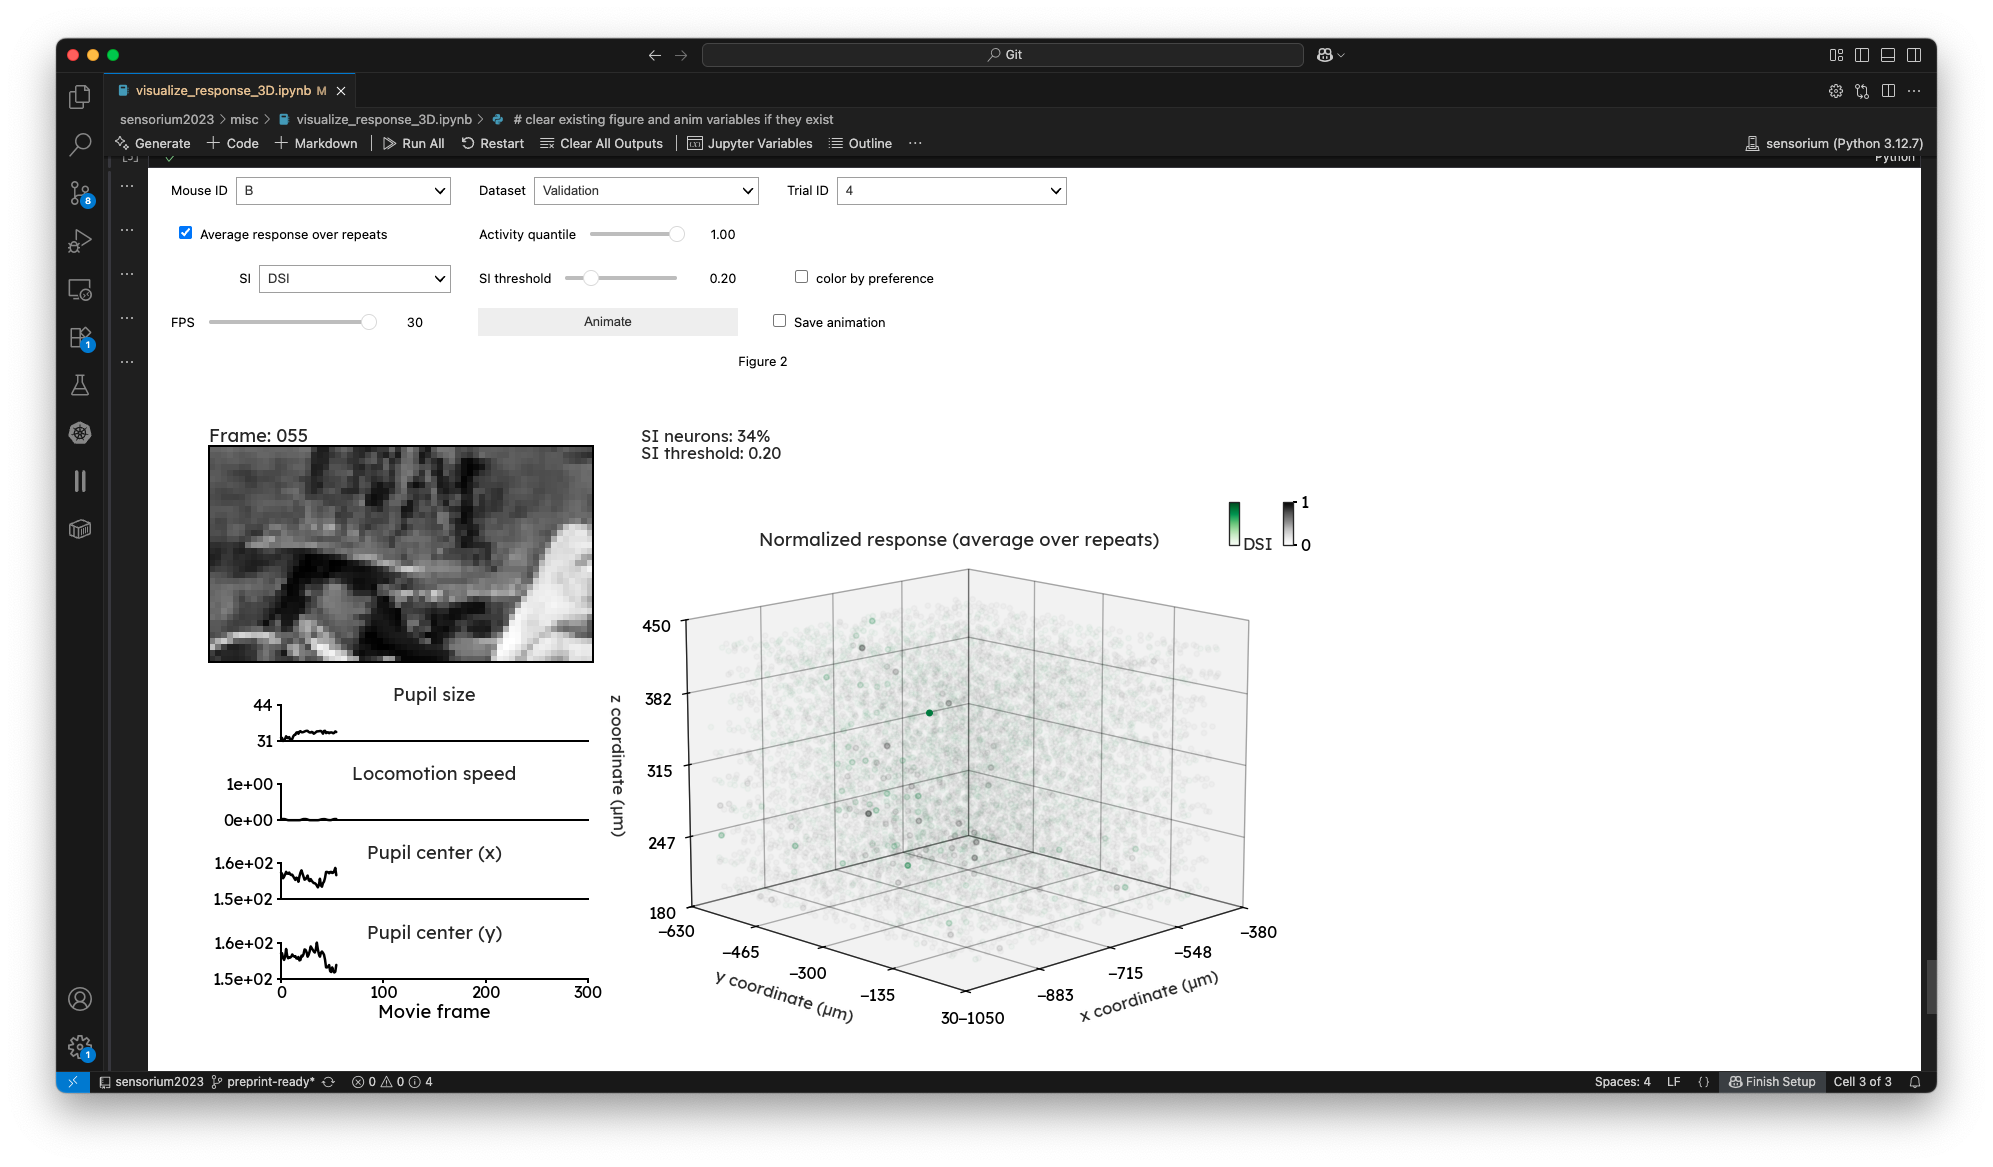 Git
visualize_response_3D.ipynb M
sensorium2023 > misc > visualize_response_3D.ipynb > # clear existing figure and anim variables if they exist
Generate + Code + Markdown Run All Restart Clear All Outputs Jupyter Variables Outline ...
sensorium (Python 3.12.7)
Python
Mouse ID B Dataset Validation Trial ID 4
Average response over repeats Activity quantile 1.00
SI DSI SI threshold 0.20 color by preference
FPS 30 Animate Save animation
Figure 2
Frame: 055
SI neurons: 34%
SI threshold: 0.20
Normalized response (average over repeats)
DSI
1
0
Pupil size
44
31
Locomotion speed
1e+00
0e+00
Pupil center (x)
1.6e+02
1.5e+02
Pupil center (y)
1.6e+02
1.5e+02
0 100 200 300
Movie frame
z coordinate (μm)
450
382
315
247
180
−630
−465
−300
−135
30
y coordinate (μm)
−1050
−883
−715
−548
−380
x coordinate (μm)
8
1
1
sensorium2023 preprint-ready* 0 0 4
Spaces: 4 LF {} Finish Setup Cell 3 of 3